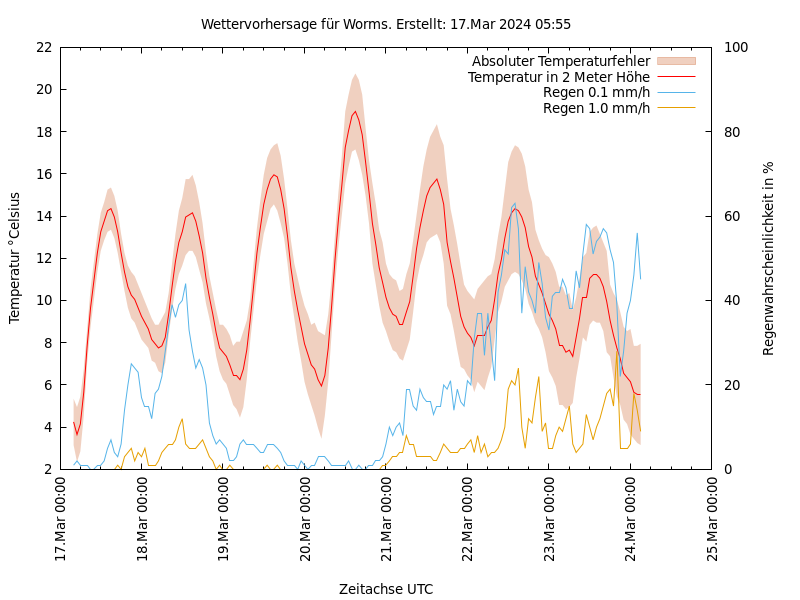 Wettervorhersage für Worms. Erstellt: 17.Mar 2024 05:55
22
20
18
16
14
12
10
8
6
4
2
100
80
60
40
20
0
Absoluter Temperaturfehler
Temperatur in 2 Meter Höhe
Regen 0.1 mm/h
Regen 1.0 mm/h
Temperatur °Celsius
Regenwahrscheinlichkeit in %
17.Mar 00:00
18.Mar 00:00
19.Mar 00:00
20.Mar 00:00
21.Mar 00:00
22.Mar 00:00
23.Mar 00:00
24.Mar 00:00
25.Mar 00:00
Zeitachse UTC